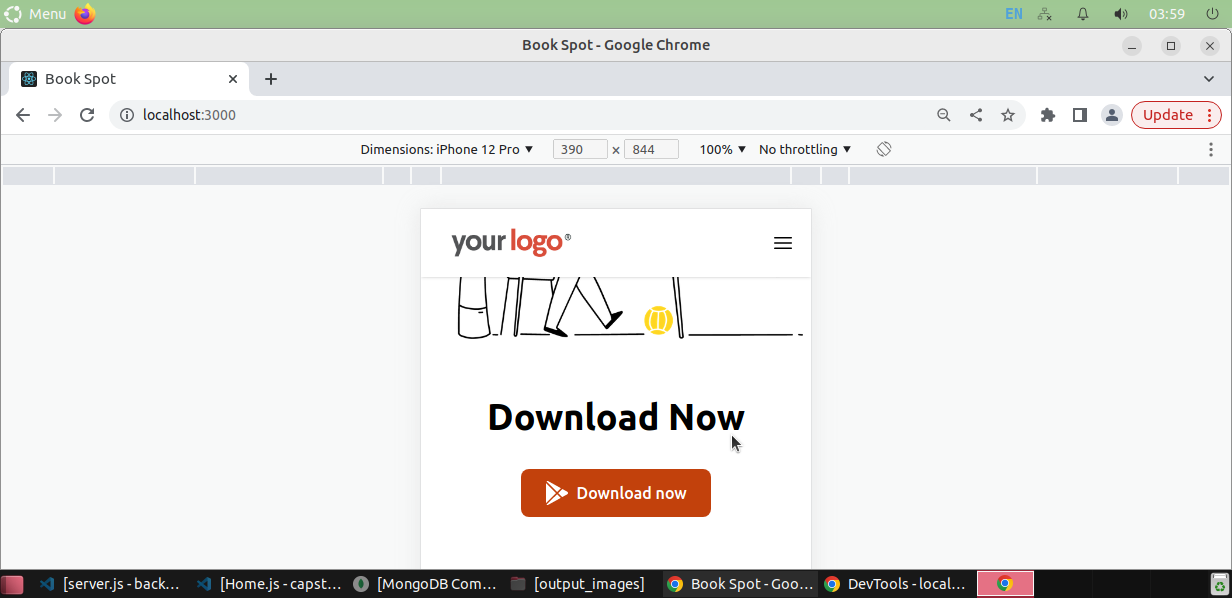 Menu
EN
03:59
Book Spot - Google Chrome
Book Spot
localhost:3000
Update
Dimensions: iPhone 12 Pro ▼
390 × 844
100% ▼
No throttling ▼
your logo®
Download Now
Download now
[server.js - back...
[Home.js - capst...
[MongoDB Com...
[output_images]
Book Spot - Goo...
DevTools - local...